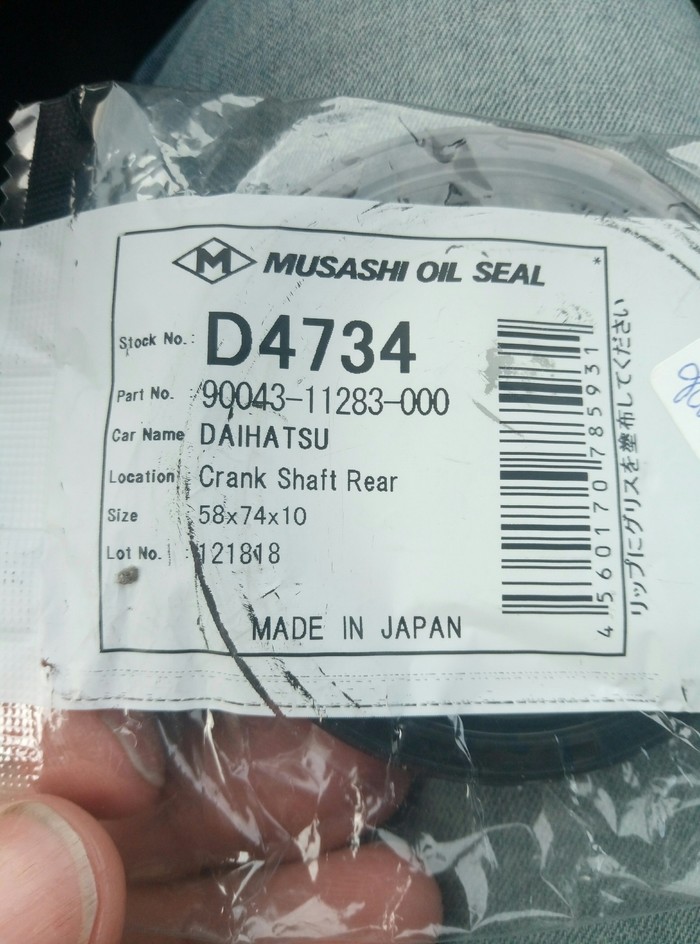 M MUSASHI OIL SEAL *
Stock No. : D4734
Part No. : 90043-11283-000
Car Name DAIHATSU
Location : Crank Shaft Rear
Size 58x74x10
Lot No. : 121818
MADE IN JAPAN
4560170785931
リップにグリスを塗布してください